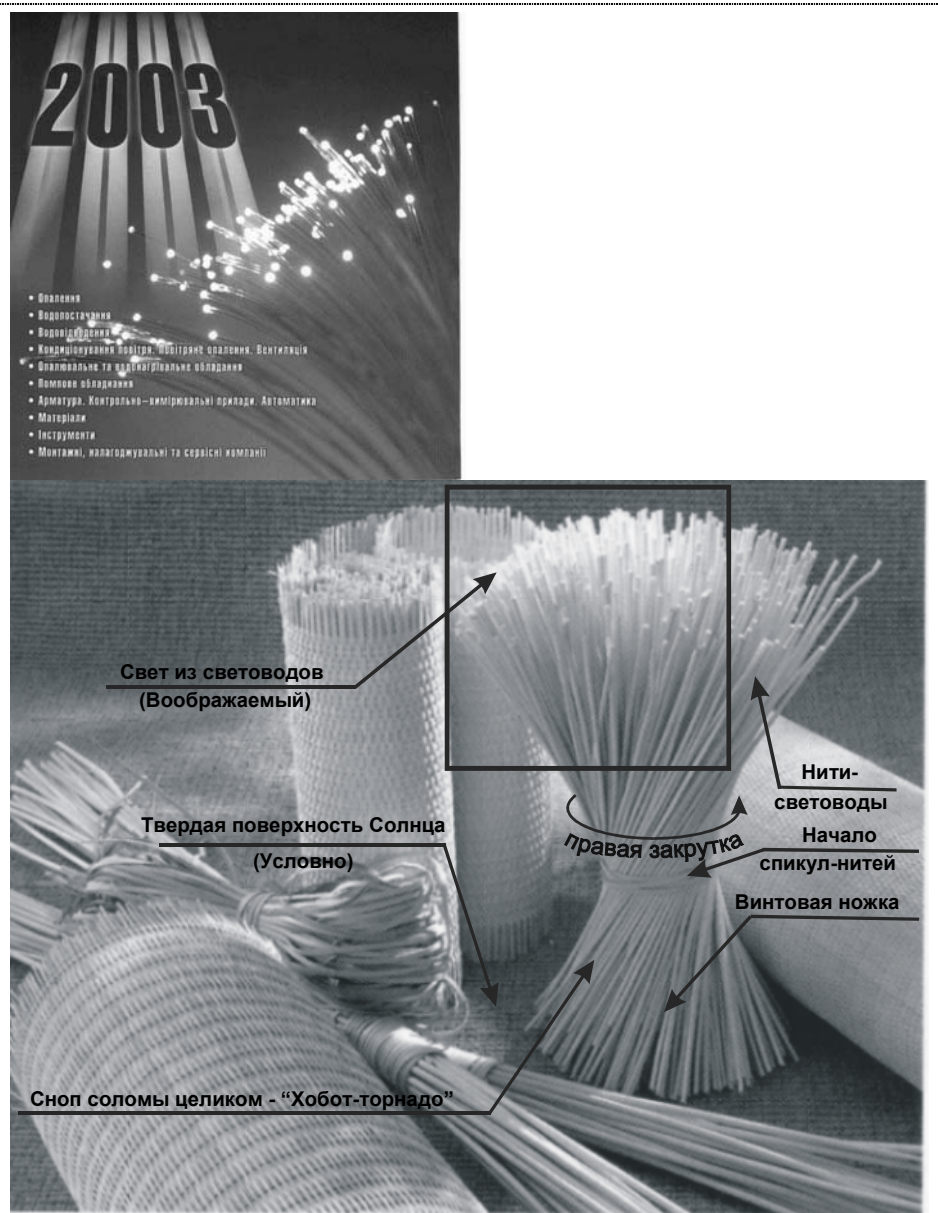 2003
• Опалення
• Водопостачання
• Водовідведення
• Кондиціонування повітря. Повітряне опалення. Вентиляція
• Опалювальне та водонагрівальне обладання
• Помпове обладнання
• Арматура. Контрольно–вимірювальні прилади. Автоматика
• Матеріали
• Інструменти
• Монтажні, налагоджувальні та сервісні компанії
Свет из световодов
(Воображаемый)
Нити-
световоды
Твердая поверхность Солнца
(Условно)
правая закрутка
Начало
спикул-нитей
Винтовая ножка
Сноп соломы целиком - “Хобот-торнадо”